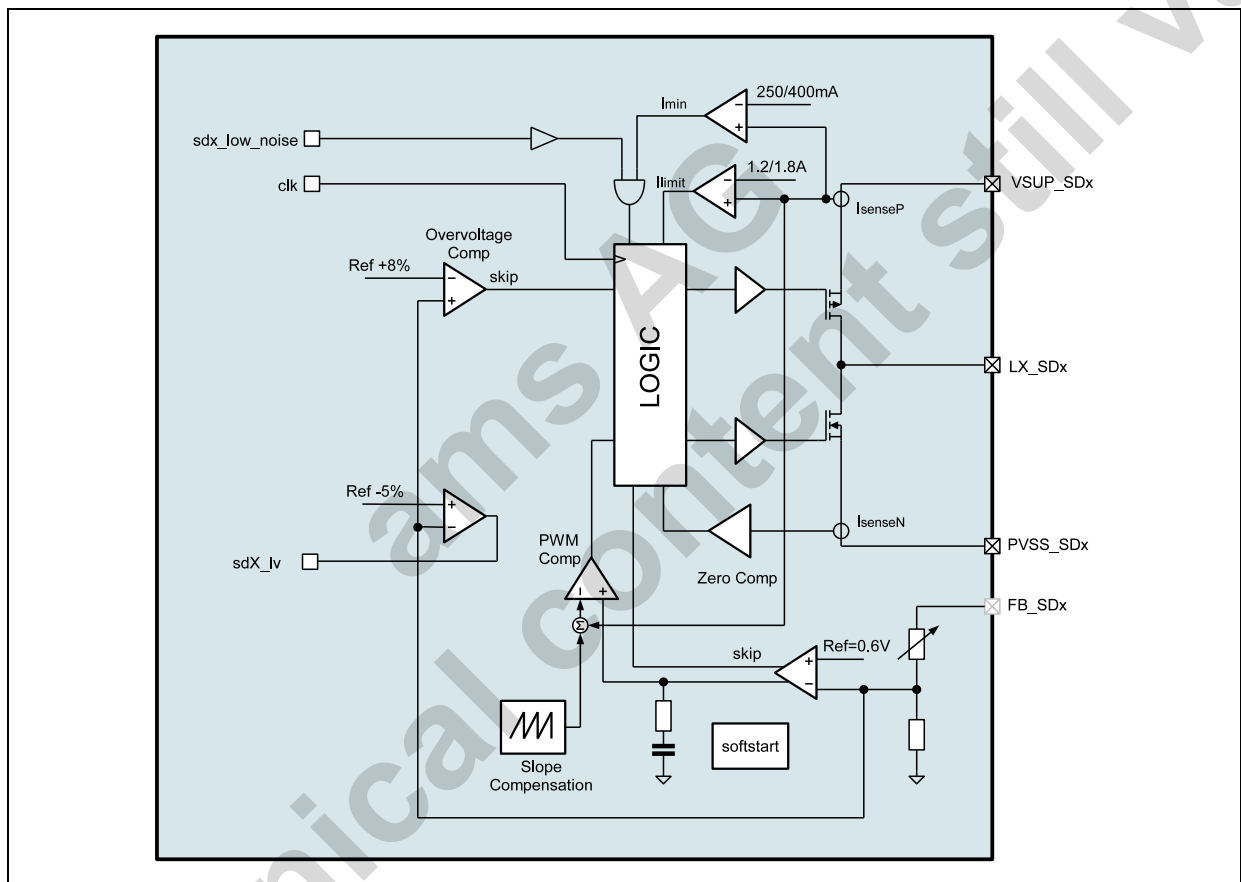 250/400mA
Imin
sdx_low_noise
1.2/1.8A
clk
Ilimit
VSUP_SDx
IsenseP
Overvoltage
Comp
Ref +8%
skip
LOGIC
LX_SDx
Ref -5%
IsenseN
PWM
Comp
sdX_lv
Zero Comp
PVSS_SDx
FB_SDx
Σ
Ref=0.6V
skip
softstart
Slope
Compensation
ams AG
nical content still v